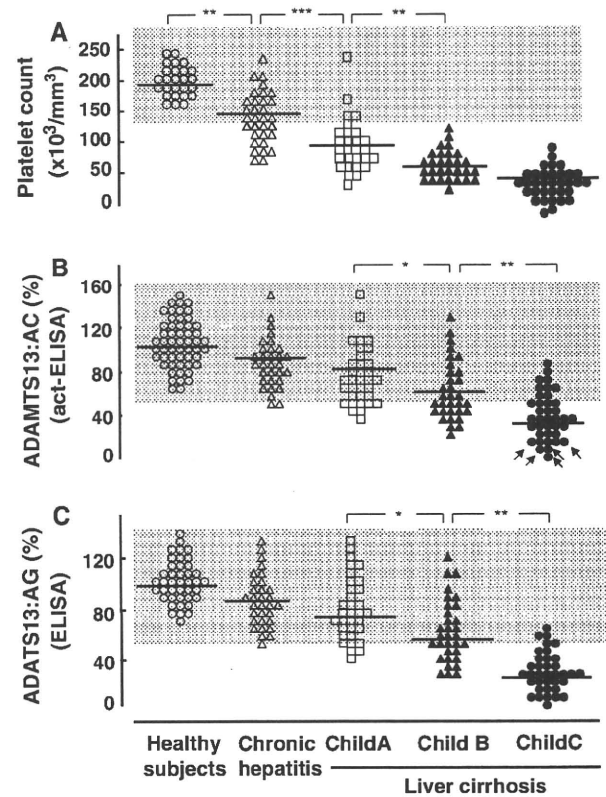 ** *** **
A
Platelet count
(x10³/mm³)
250
200
150
100
50
0
* **
B
ADAMTS13:AC (%)
(act-ELISA)
160
120
80
40
0
* **
C
ADATS13:AG (%)
(ELISA)
120
80
40
0
Healthy subjects
Chronic hepatitis
ChildA
Child B
ChildC
Liver cirrhosis